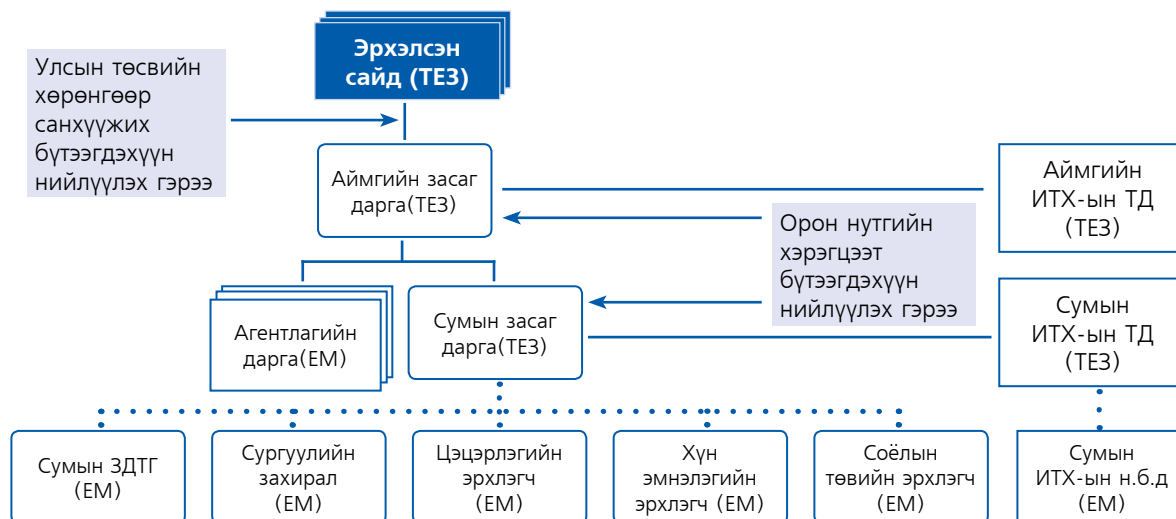 Эрхэлсэн
сайд (ТЕЗ)
Улсын төсвийн
хөрөнгөөр
санхүүжих
бүтээгдэхүүн
нийлүүлэх гэрээ
Аймгийн засаг
дарга(ТЕЗ)
Аймгийн
ИТХ-ын ТД
(ТЕЗ)
Орон нутгийн
хэрэгцээт
бүтээгдэхүүн
нийлүүлэх гэрээ
Агентлагийн
дарга(ЕМ)
Сумын засаг
дарга(ТЕЗ)
Сумын
ИТХ-ын ТД
(ТЕЗ)
Сумын ЗДТГ
(ЕМ)
Сургуулийн
захирал
(ЕМ)
Цэцэрлэгийн
эрхлэгч
(ЕМ)
Хүн
эмнэлэгийн
эрхлэгч (ЕМ)
Соёлын
төвийн эрхлэгч
(ЕМ)
Сумын
ИТХ-ын н.б.д
(ЕМ)